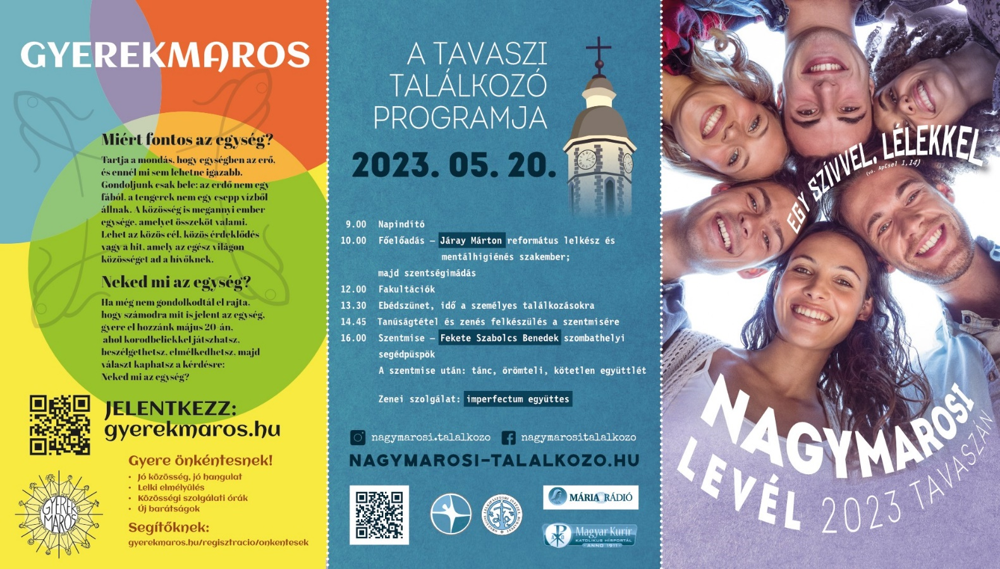 GYEREKMAROS
Miért fontos az egység?
Tartja a mondás, hogy egységben az erő,
és ennél mi sem lehetne igazabb.
Gondoljunk csak bele: az erdő nem egy
fából, a tengerek nem egy csepp vízből
állnak. A közösség is megannyi ember
egysége, amelyet összeköt valami.
Lehet az közös cél, közös érdeklődés
vagy a hit, amely az egész világon
közösséget ad a hívőknek.
Neked mi az egység?
Ha még nem gondolkodtál el rajta,
hogy számodra mit is jelent az egység,
gyere el hozzánk május 20-án,
ahol korodbeliekkel játszhatsz,
beszélgethetsz, elmélkedhetsz, majd
választ kaphatsz a kérdésre:
Neked mi az egység?
JELENTKEZZ:
gyerekmaros.hu
Gyere önkéntesnek!
• Jó közösség, jó hangulat
• Lelki elmélyülés
• Közösségi szolgálati órák
• Új barátságok
Segítőknek:
gyerekmaros.hu/regisztracio/onkentesek
GYEREK
MAROS
A TAVASZI
TALÁLKOZÓ
PROGRAMJA
2023. 05. 20.
9.00 Napindító
10.00 Főelőadás – Járay Márton református lelkész és
mentálhigiénés szakember;
majd szentségimádás
12.00 Fakultációk
13.30 Ebédszünet, idő a személyes találkozásokra
14.45 Tanúságtétel és zenés felkészülés a szentmisére
16.00 Szentmise – Fekete Szabolcs Benedek szombathelyi
segédpüspök
A szentmise után: tánc, örömteli, kötetlen együttlét
Zenei szolgálat: imperfectum együttes
nagymarosi.talalkozo nagymarositalalkozo
NAGYMAROSI-TALALKOZO.HU
ORSZÁGOS LELKIPÁSZTORI INTÉZET, BUDAPEST
MÁRIA RÁDIÓ
Magyar Kurír
KATOLIKUS HÍRPORTÁL
ANNO 1911
EGY SZÍVVEL, LÉLEKKEL
(vö. ApCsel 1,14)
NAGYMAROSI
LEVÉL 2023 TAVASZÁN